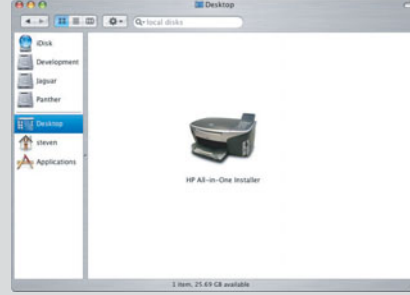 Desktop
local disks
iDisk
Development
Jaguar
Panther
Desktop
steven
Applications
HP All-in-One Installer
1 item, 25.69 GB available